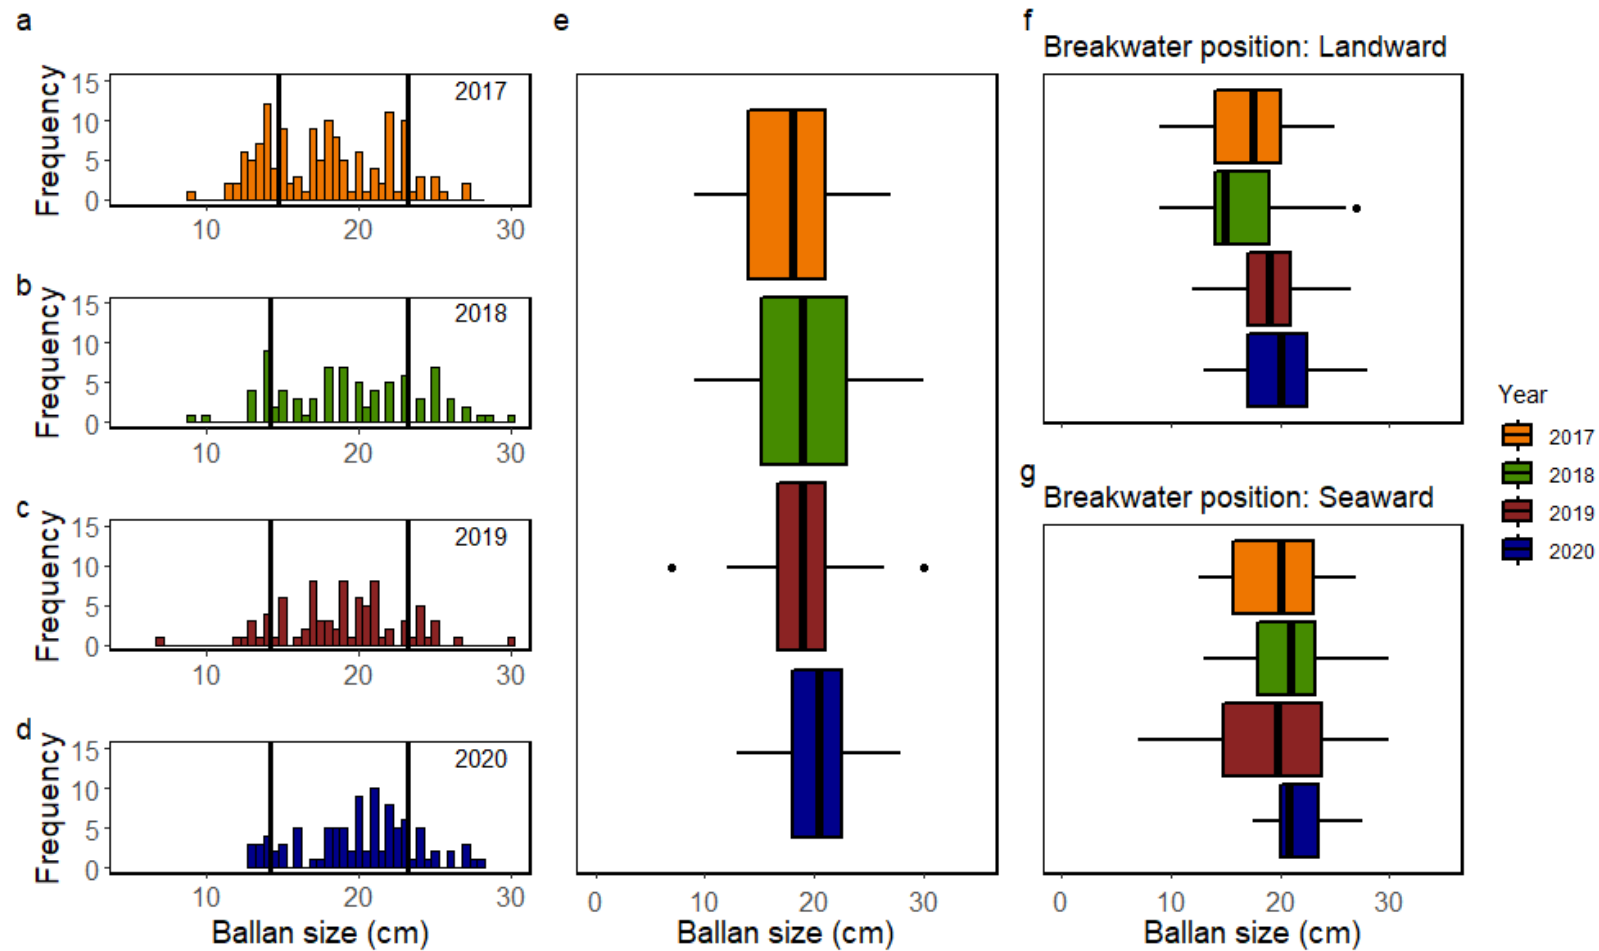 a
Frequency
15
10
5
0
2017
10 20 30
b
Frequency
15
10
5
0
2018
10 20 30
c
Frequency
15
10
5
0
2019
10 20 30
d
Frequency
15
10
5
0
2020
10 20 30
Ballan size (cm)
e
0 10 20 30
Ballan size (cm)
f
Breakwater position: Landward
g
Breakwater position: Seaward
0 10 20 30
Ballan size (cm)
Year
2017
2018
2019
2020